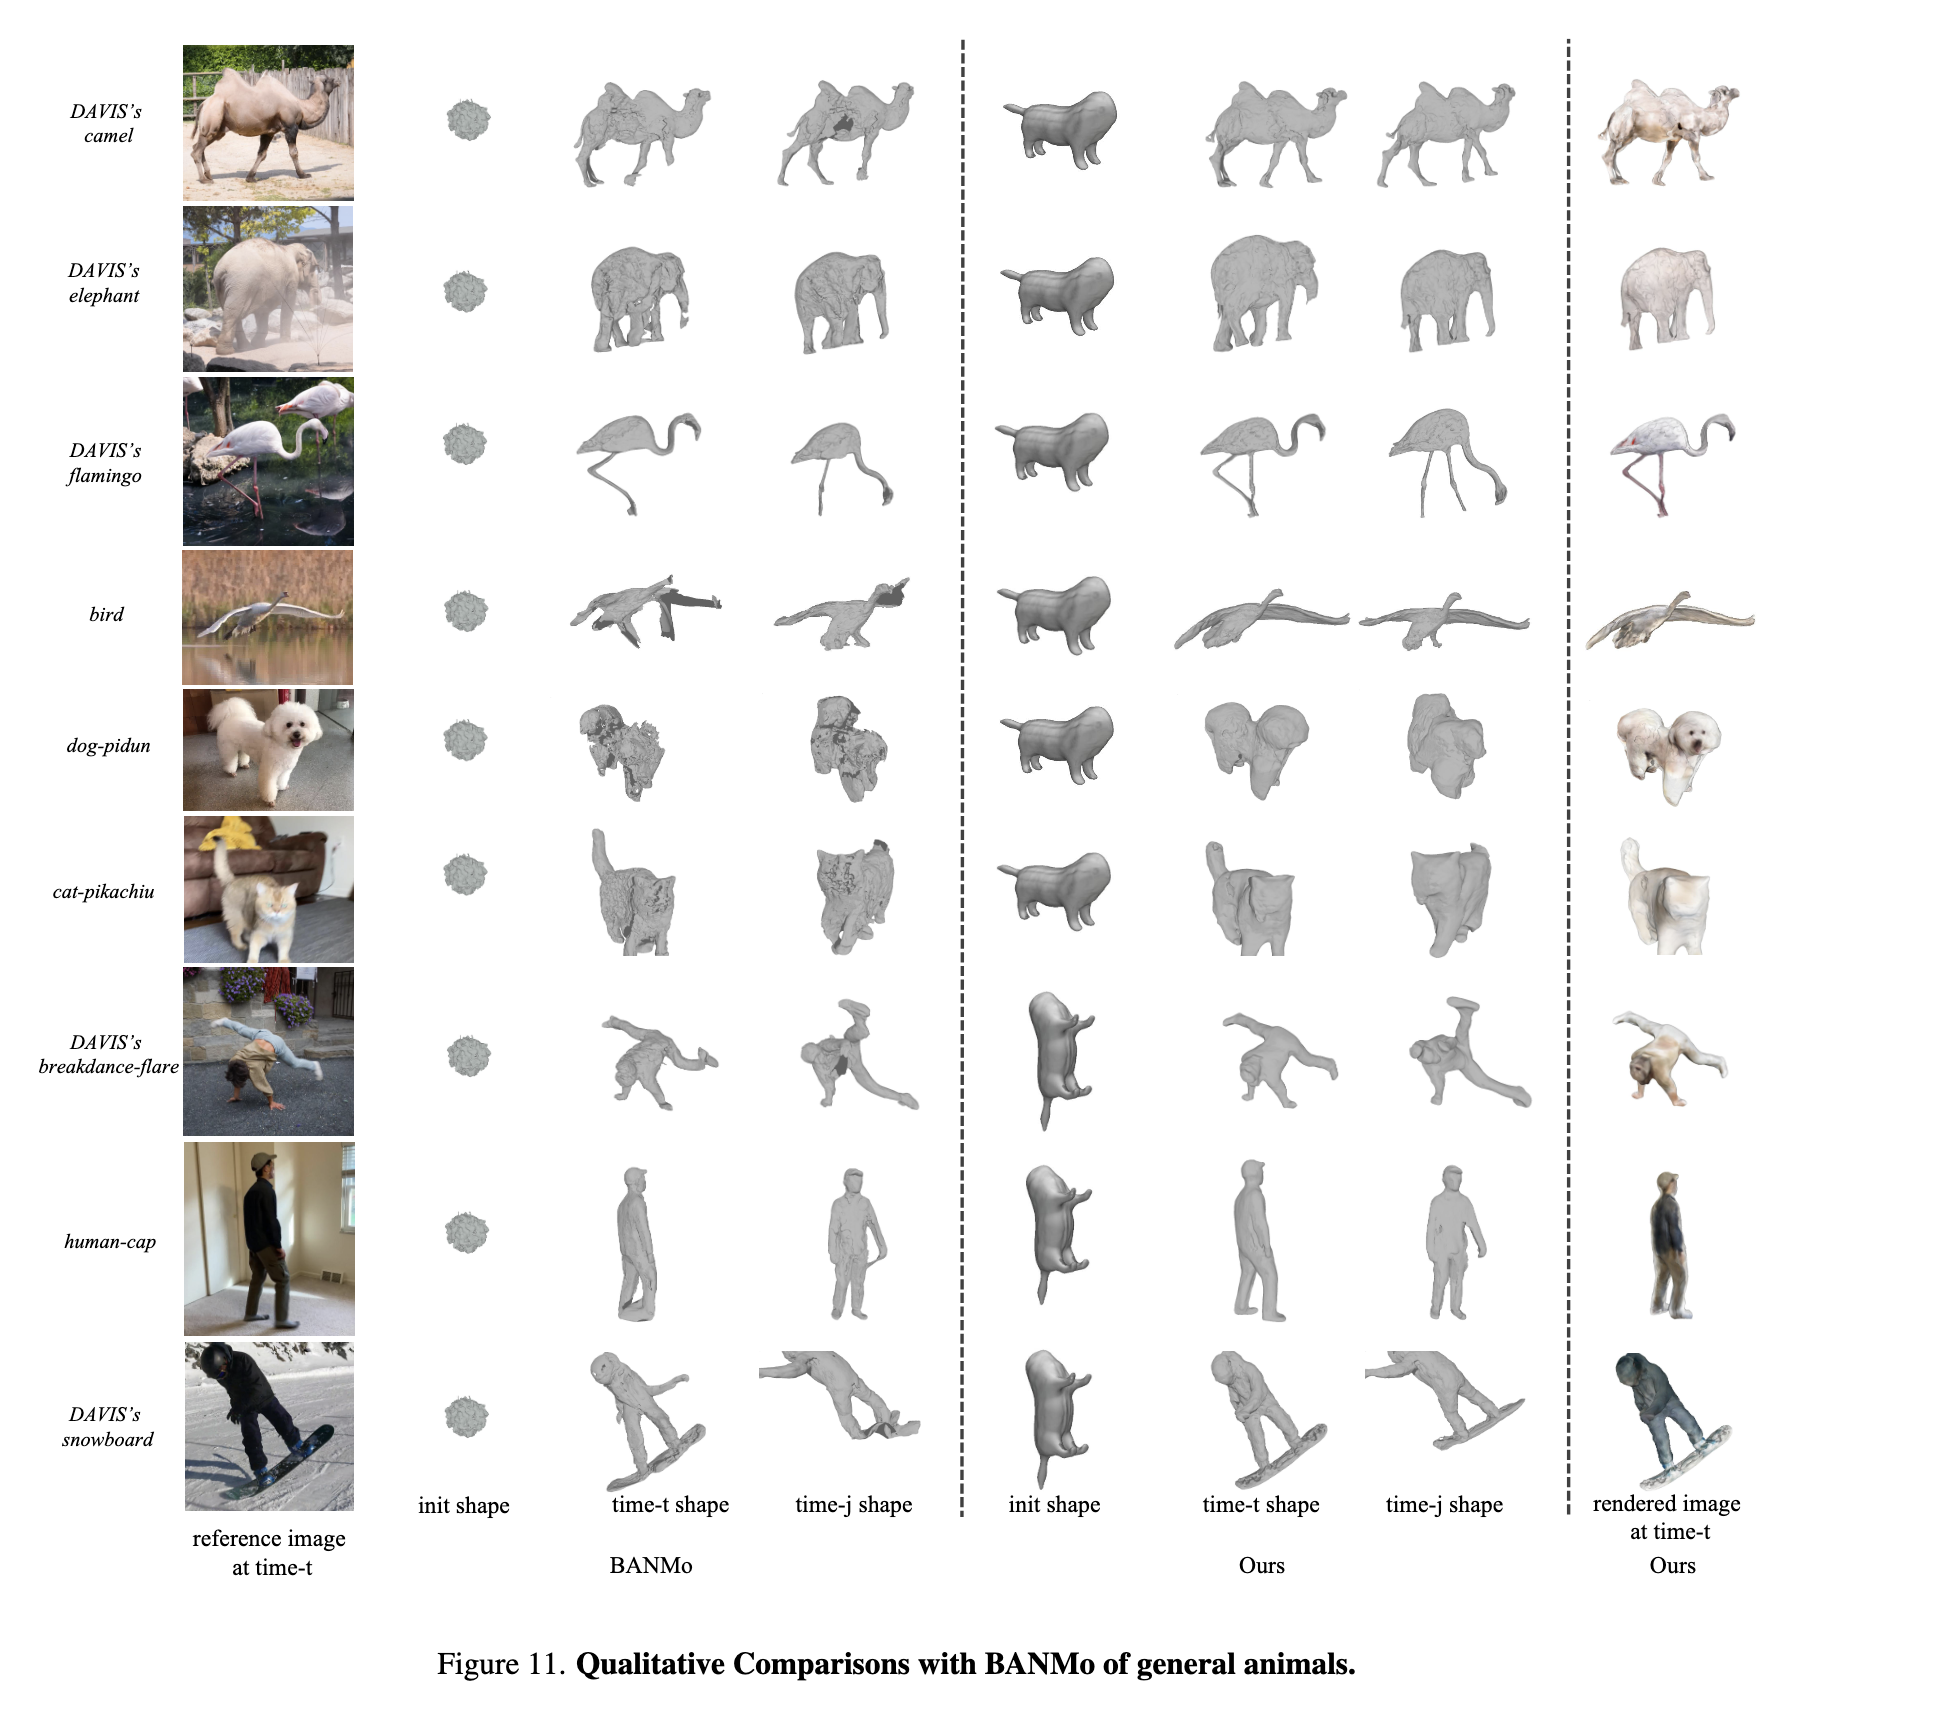 DAVIS's
camel
DAVIS's
elephant
DAVIS's
flamingo
bird
dog-pidun
cat-pikachiu
DAVIS's
breakdance-flare
human-cap
DAVIS's
snowboard
init shape
time-t shape
time-j shape
init shape
time-t shape
time-j shape
rendered image
at time-t
reference image
at time-t
BANMo
Ours
Ours
Figure 11. Qualitative Comparisons with BANMo of general animals.